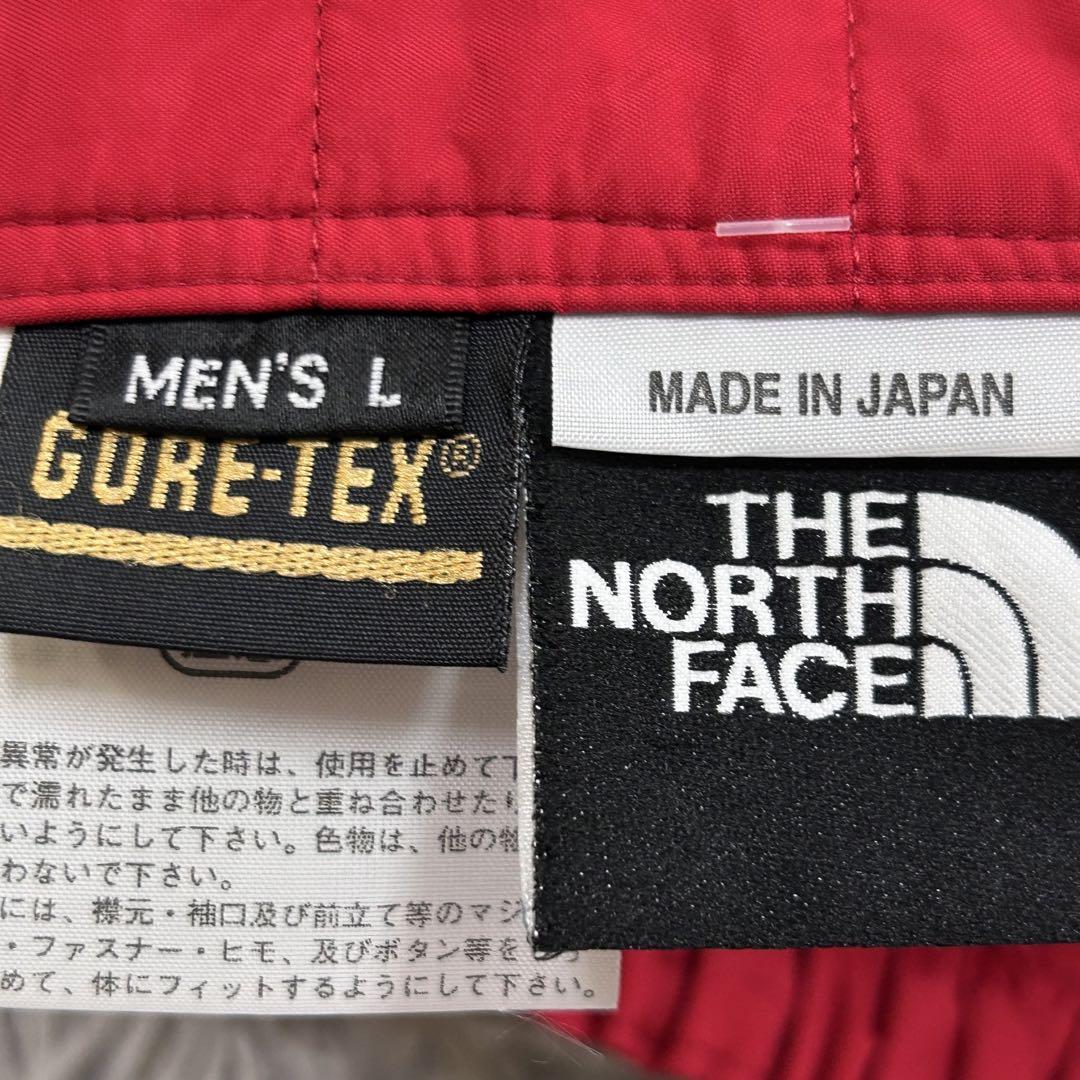 MEN'S L
GORE-TEX®
MADE IN JAPAN
THE
NORTH
FACE
異常が発生した時は、使用を止めて下
で濡れたまま他の物と重ね合わせたり
いようにして下さい。色物は、他の物
わないで下さい。
には、襟元・袖口及び前立て等のマジ
・ファスナー・ヒモ、及びボタン等を
めて、体にフィットするようにして下さい。